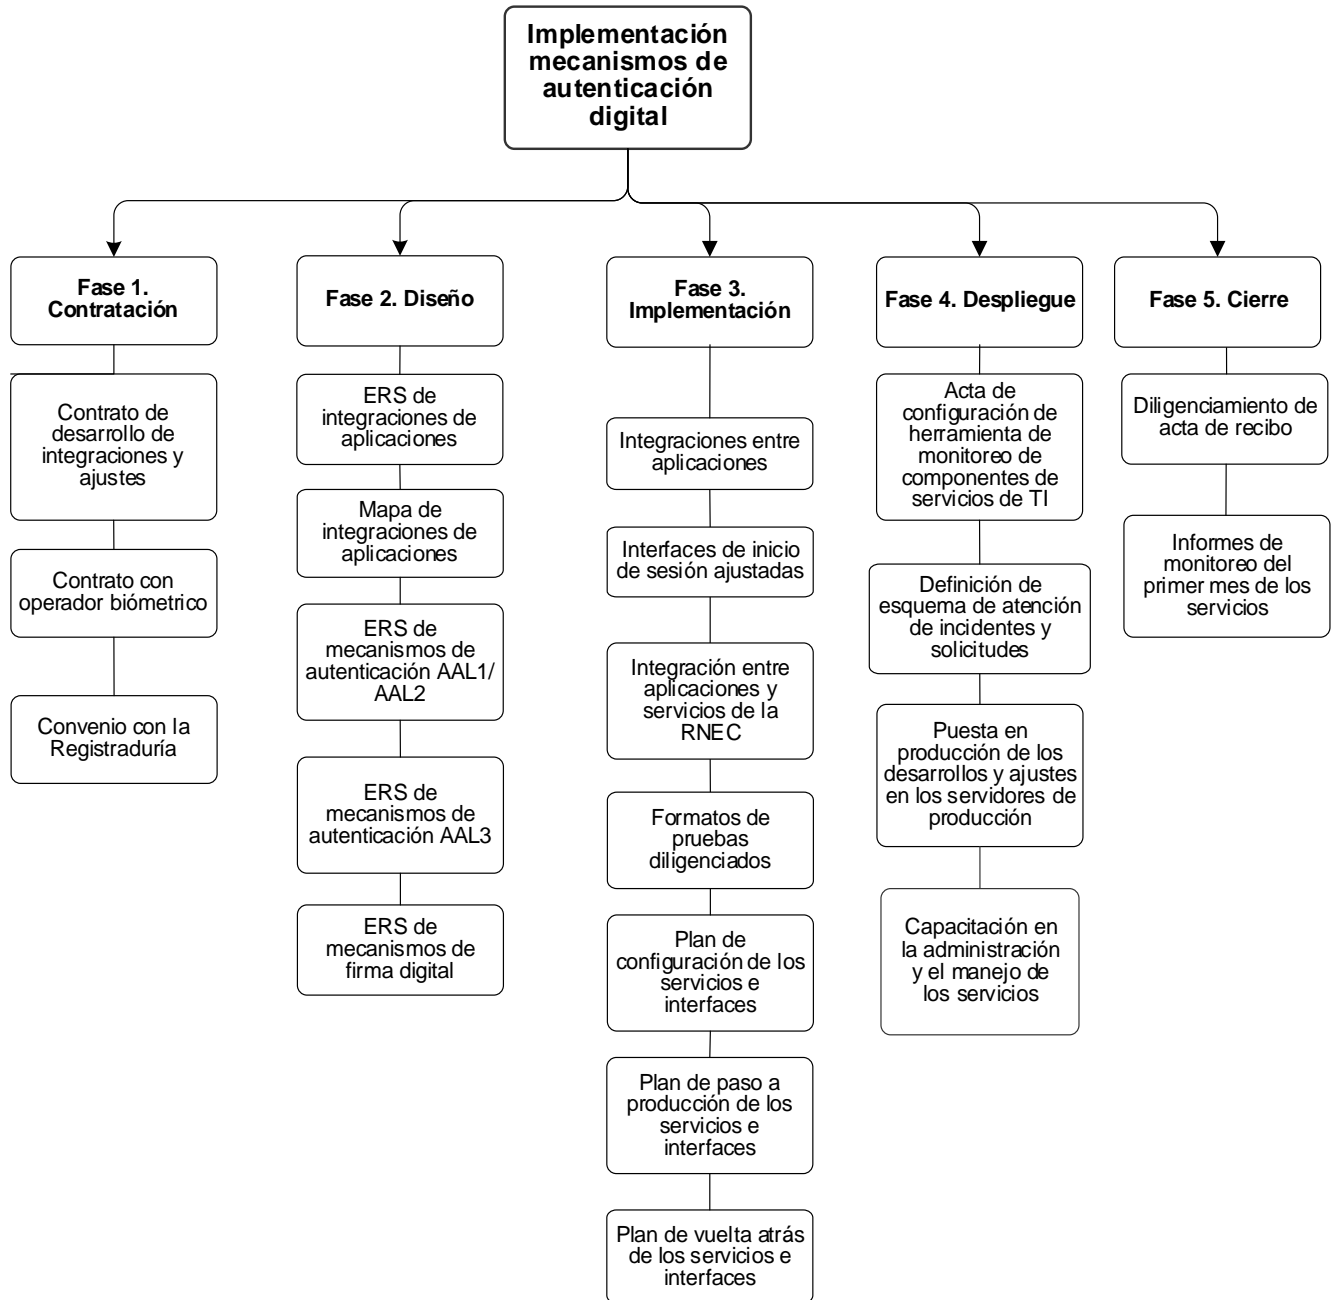 Implementación
mecanismos de
autenticación
digital
Fase 1.
Contratación
Contrato de
desarrollo de
integraciones y
ajustes
Contrato con
operador biómetrico
Convenio con la
Registraduría
Fase 2. Diseño
ERS de
integraciones de
aplicaciones
Mapa de
integraciones de
aplicaciones
ERS de
mecanismos de
autenticación AAL1/
AAL2
ERS de
mecanismos de
autenticación AAL3
ERS de
mecanismos de
firma digital
Fase 3.
Implementación
Integraciones entre
aplicaciones
Interfaces de inicio
de sesión ajustadas
Integración entre
aplicaciones y
servicios de la
RNEC
Formatos de
pruebas
diligenciados
Plan de
configuración de los
servicios e
interfaces
Plan de paso a
producción de los
servicios e
interfaces
Plan de vuelta atrás
de los servicios e
interfaces
Fase 4. Despliegue
Acta de
configuración de
herramienta de
monitoreo de
componentes de
servicios de TI
Definición de
esquema de atención
de incidentes y
solicitudes
Puesta en
producción de los
desarrollos y ajustes
en los servidores de
producción
Capacitación en
la administración
y el manejo de
los servicios
Fase 5. Cierre
Diligenciamiento de
acta de recibo
Informes de
monitoreo del
primer mes de los
servicios